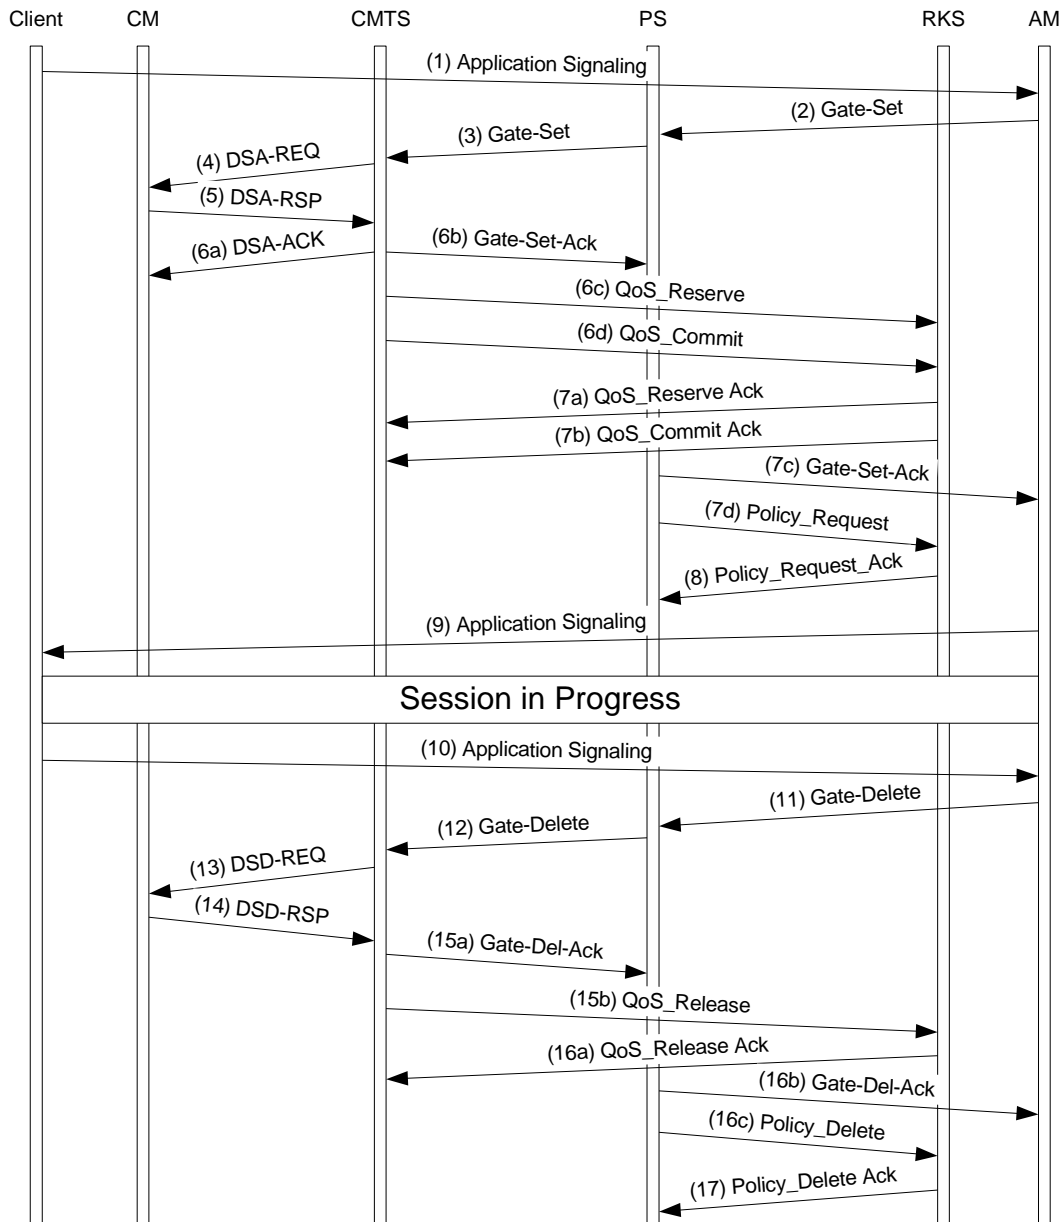 Client CM CMTS PS RKS AM
(1) Application Signaling
(2) Gate-Set
(3) Gate-Set
(4) DSA-REQ
(5) DSA-RSP
(6a) DSA-ACK
(6b) Gate-Set-Ack
(6c) QoS_Reserve
(6d) QoS_Commit
(7a) QoS_Reserve Ack
(7b) QoS_Commit Ack
(7c) Gate-Set-Ack
(7d) Policy_Request
(8) Policy_Request_Ack
(9) Application Signaling
Session in Progress
(10) Application Signaling
(11) Gate-Delete
(12) Gate-Delete
(13) DSD-REQ
(14) DSD-RSP
(15a) Gate-Del-Ack
(15b) QoS_Release
(16a) QoS_Release Ack
(16b) Gate-Del-Ack
(16c) Policy_Delete
(17) Policy_Delete Ack